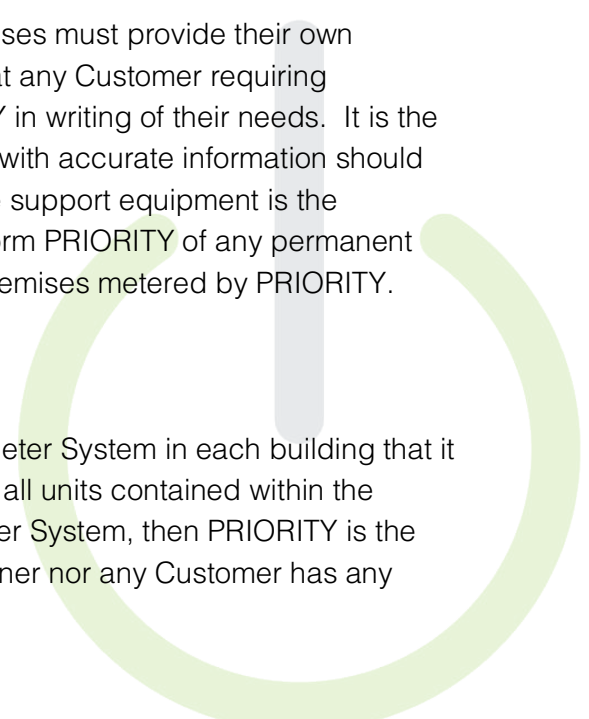 ses must provide their own
at any Customer requiring
Y in writing of their needs.  It is the
with accurate information should
support equipment is the
orm PRIORITY of any permanent
emises metered by PRIORITY.
eter System in each building that it
all units contained within the
er System, then PRIORITY is the
ner nor any Customer has any